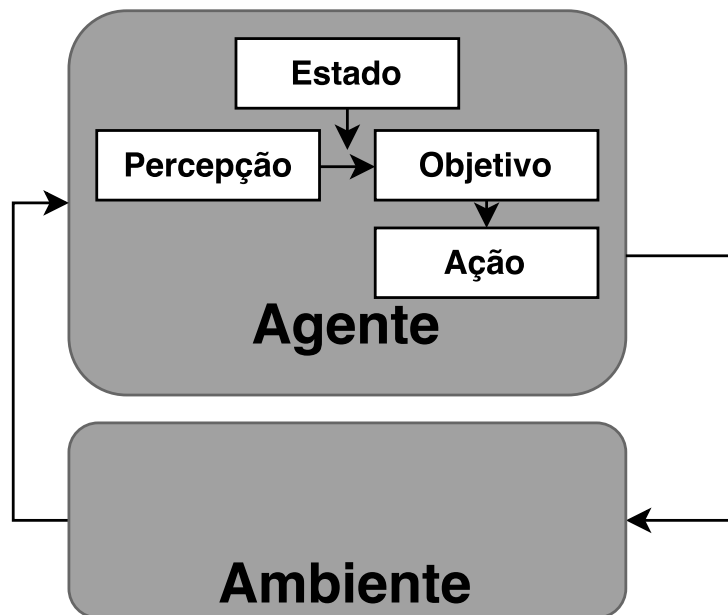 Estado
Percepção
Objetivo
Ação
Agente
Ambiente